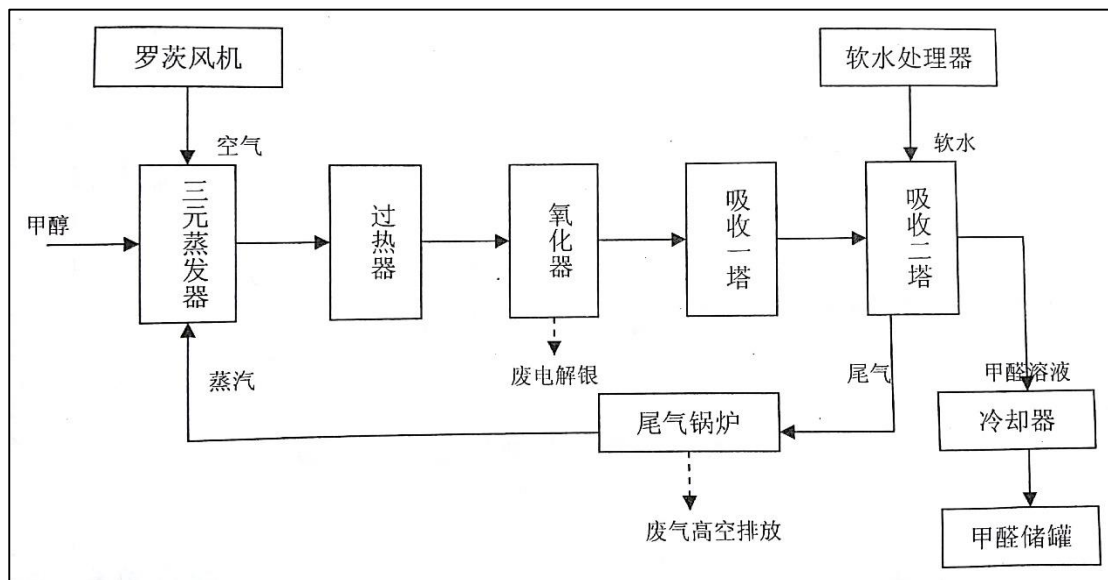 罗茨风机
软水处理器
空气
软水
甲醇
三元蒸发器
过热器
氧化器
吸收一塔
吸收二塔
蒸汽
废电解银
尾气
甲醛溶液
尾气锅炉
冷却器
废气高空排放
甲醛储罐